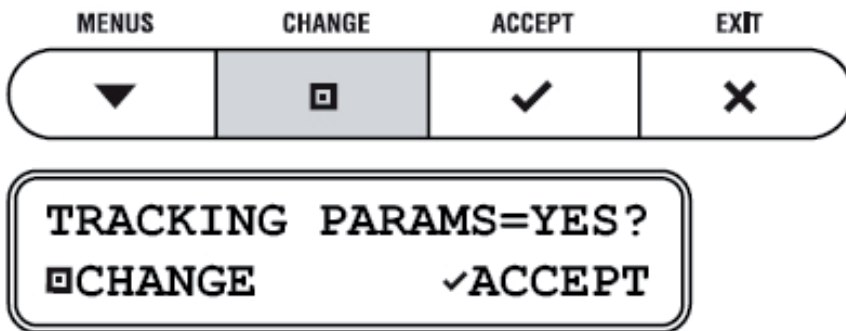 MENUS CHANGE ACCEPT EXIT
TRACKING PARAMS=YES?
CHANGE ✓ACCEPT